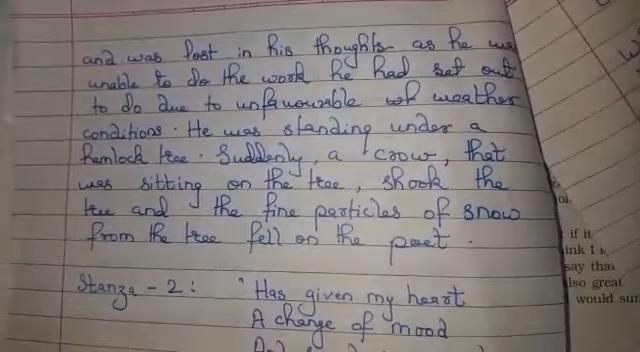 and was lost in his thoughts as he was
unable to do the work he had set out
to do due to unfavourable weather
conditions. He was standing under a
hemlock tree. Suddenly, a crow, that
was sitting on the tree, shook the
tree and the fine particles of snow
from the tree fell on the poet.
Stanza - 2: "Has given my heart
A change of mood
if it
ink I
say that
lso great
would sur